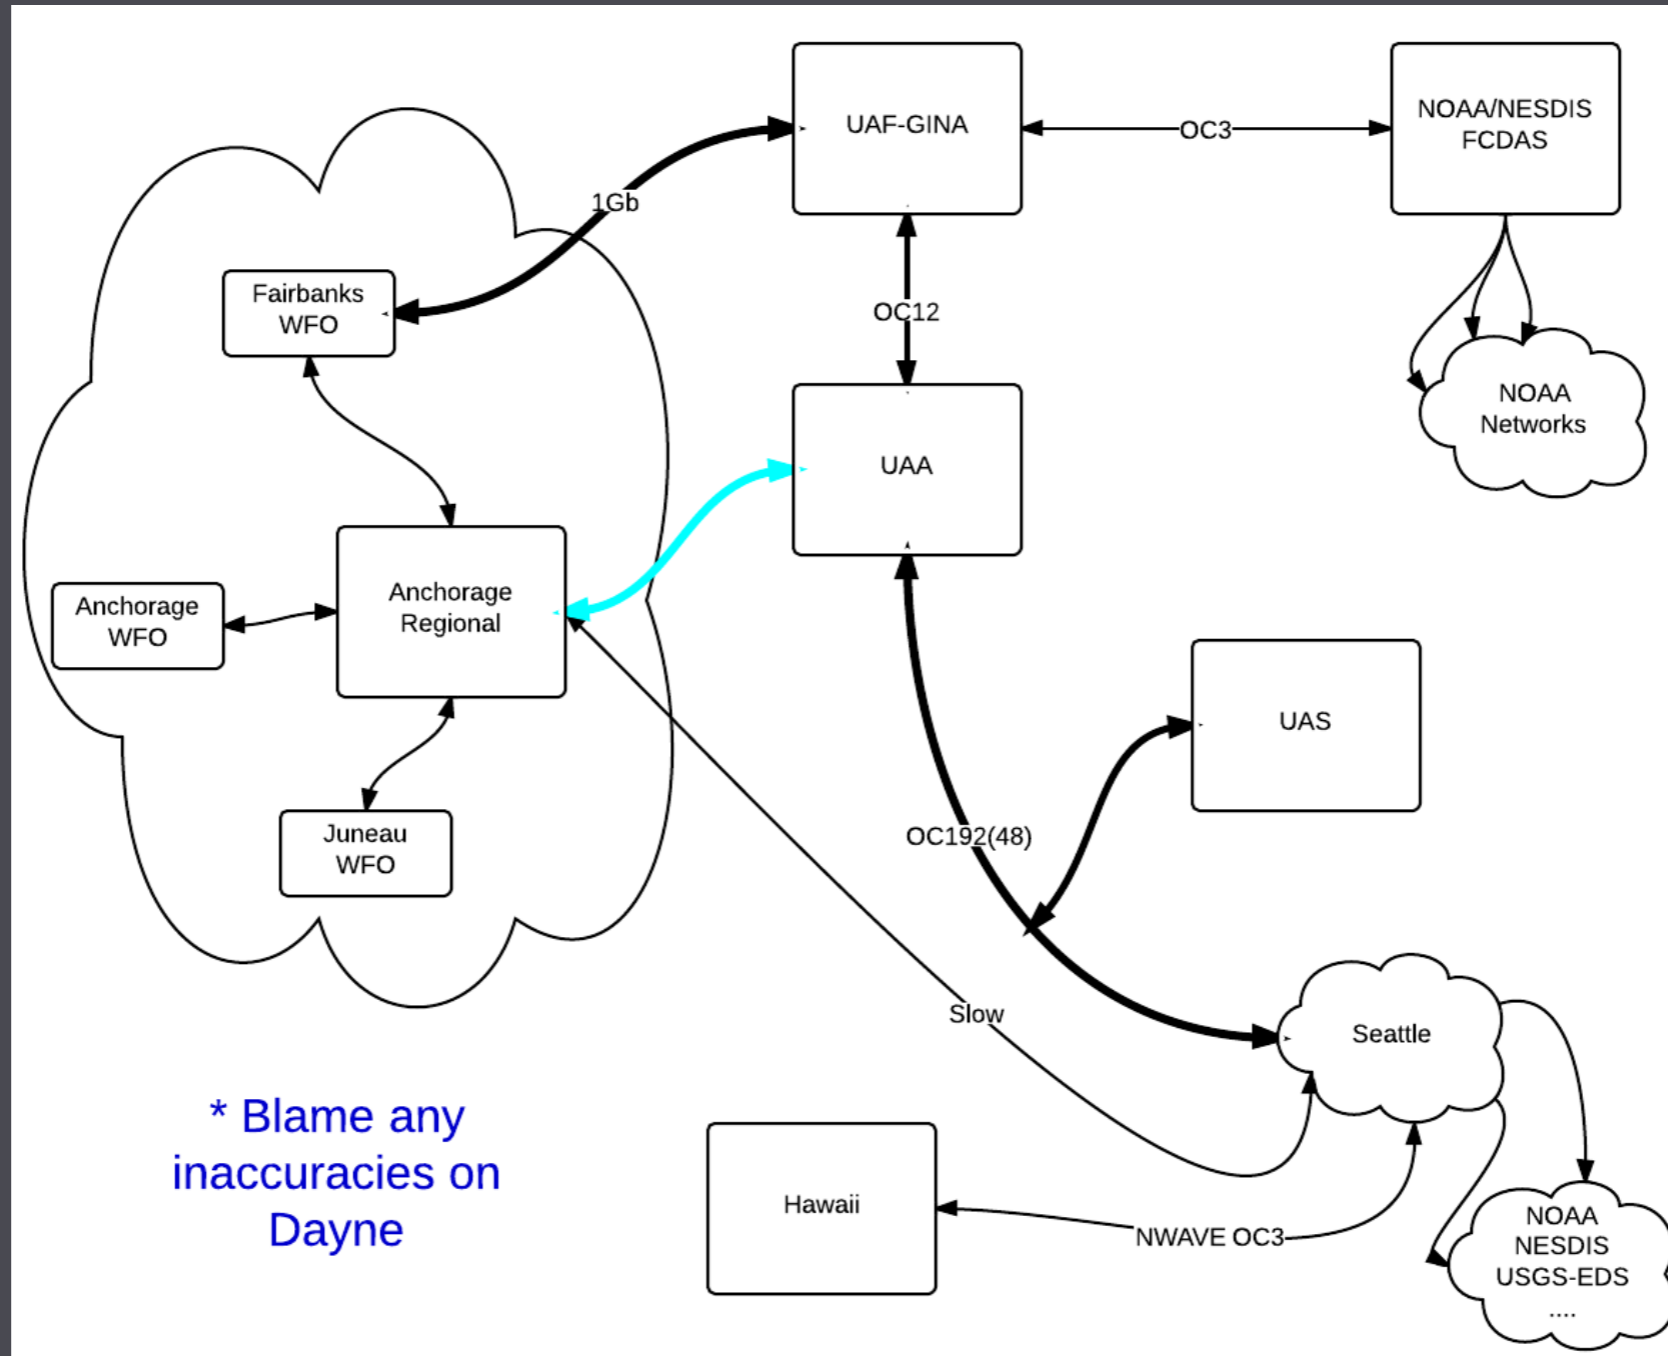 UAF-GINA
OC3
NOAA/NESDIS
FCDAS
1Gb
Fairbanks
WFO
OC12
NOAA
Networks
UAA
Anchorage
Regional
Anchorage
WFO
UAS
Juneau
WFO
OC192(48)
Slow
Seattle
* Blame any
inaccuracies on
Dayne
Hawaii
NWAVE OC3
NOAA
NESDIS
USGS-EDS
....